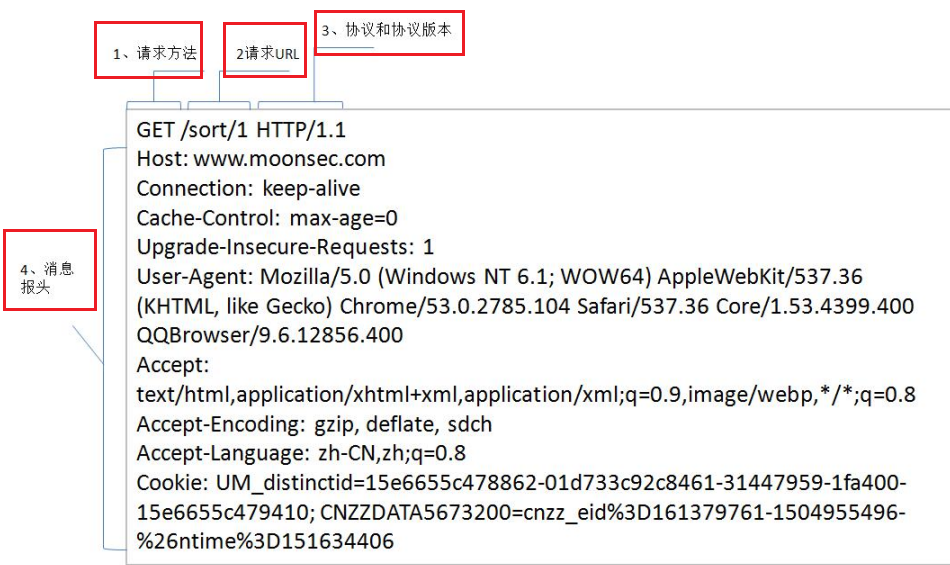 3、协议和协议版本
1、请求方法
2请求URL
GET /sort/1 HTTP/1.1
Host: www.moonsec.com
Connection: keep-alive
Cache-Control: max-age=0
Upgrade-Insecure-Requests: 1
User-Agent: Mozilla/5.0 (Windows NT 6.1; WOW64) AppleWebKit/537.36
(KHTML, like Gecko) Chrome/53.0.2785.104 Safari/537.36 Core/1.53.4399.400
QQBrowser/9.6.12856.400
Accept:
text/html,application/xhtml+xml,application/xml;q=0.9,image/webp,*/*;q=0.8
Accept-Encoding: gzip, deflate, sdch
Accept-Language: zh-CN,zh;q=0.8
Cookie: UM_distinctid=15e6655c478862-01d733c92c8461-31447959-1fa400-
15e6655c479410; CNZZDATA5673200=cnzz_eid%3D161379761-1504955496-
%26ntime%3D151634406
4、消息
报头